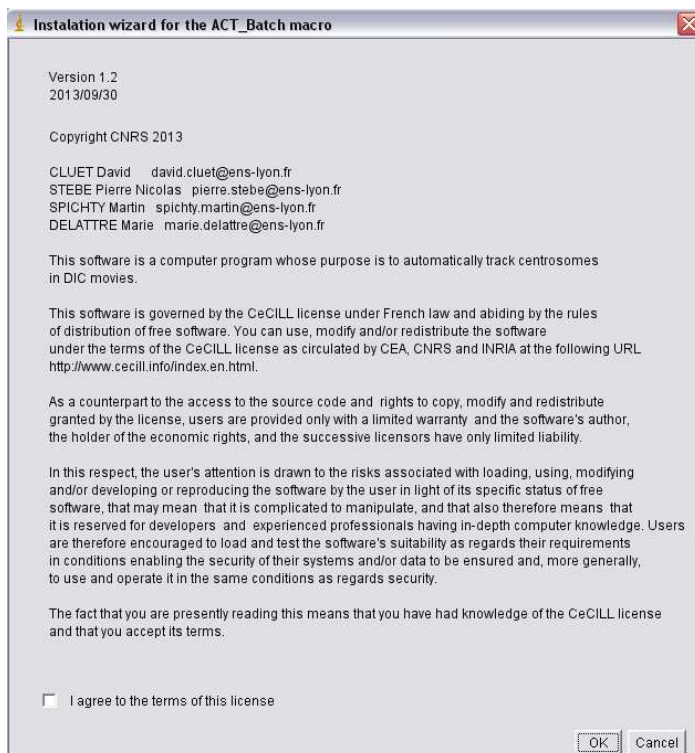 Instalation wizard for the ACT_Batch macro
Version 1.2
2013/09/30
Copyright CNRS 2013
CLUET David david.cluet@ens-lyon.fr
STEBE Pierre Nicolas pierre.stebe@ens-lyon.fr
SPICHTY Martin spichty.martin@ens-lyon.fr
DELATTRE Marie marie.delattre@ens-lyon.fr
This software is a computer program whose purpose is to automatically track centrosomes
in DIC movies.
This software is governed by the CeCILL license under French law and abiding by the rules
of distribution of free software. You can use, modify and/or redistribute the software
under the terms of the CeCILL license as circulated by CEA, CNRS and INRIA at the following URL
http://www.cecill.info/index.en.html.
As a counterpart to the access to the source code and rights to copy, modify and redistribute
granted by the license, users are provided only with a limited warranty and the software's author,
the holder of the economic rights, and the successive licensors have only limited liability.
In this respect, the user's attention is drawn to the risks associated with loading, using, modifying
and/or developing or reproducing the software by the user in light of its specific status of free
software, that may mean that it is complicated to manipulate, and that also therefore means that
it is reserved for developers and experienced professionals having in-depth computer knowledge. Users
are therefore encouraged to load and test the software's suitability as regards their requirements
in conditions enabling the security of their systems and/or data to be ensured and, more generally,
to use and operate it in the same conditions as regards security.
The fact that you are presently reading this means that you have had knowledge of the CeCILL license
and that you accept its terms.
I agree to the terms of this license
OK Cancel